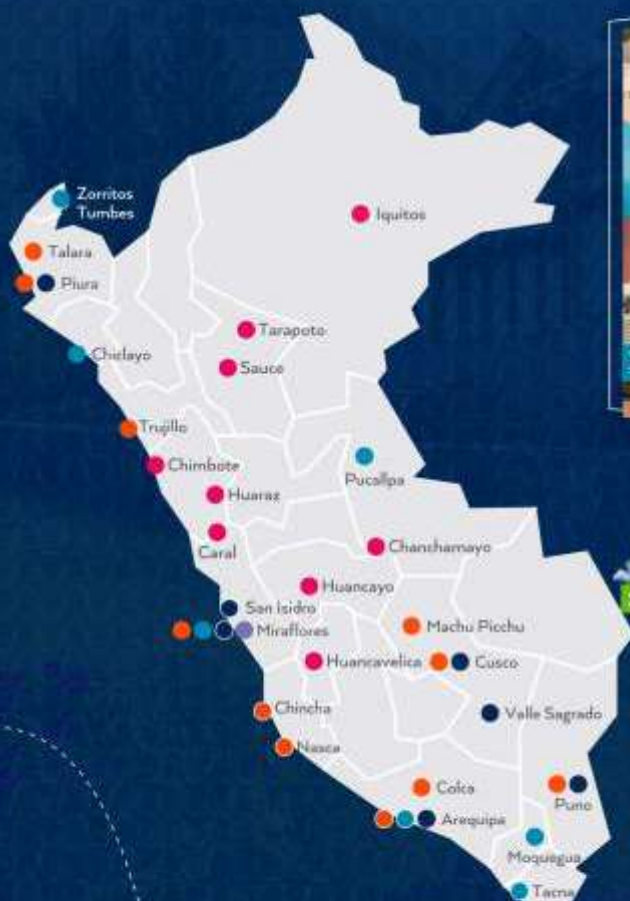 Zorritos
Tumbes
Iquitos
Talara
Piura
Tarapoto
Chiclayo
Sauce
Trujillo
Chimbote
Pucallpa
Huaraz
Caral
Chanchamayo
Huancayo
San Isidro
Miraflores
Machu Picchu
Huancavelica
Cusco
Chincha
Valle Sagrado
Nasca
Colca
Puno
Arequipa
Moquegua
Tacna